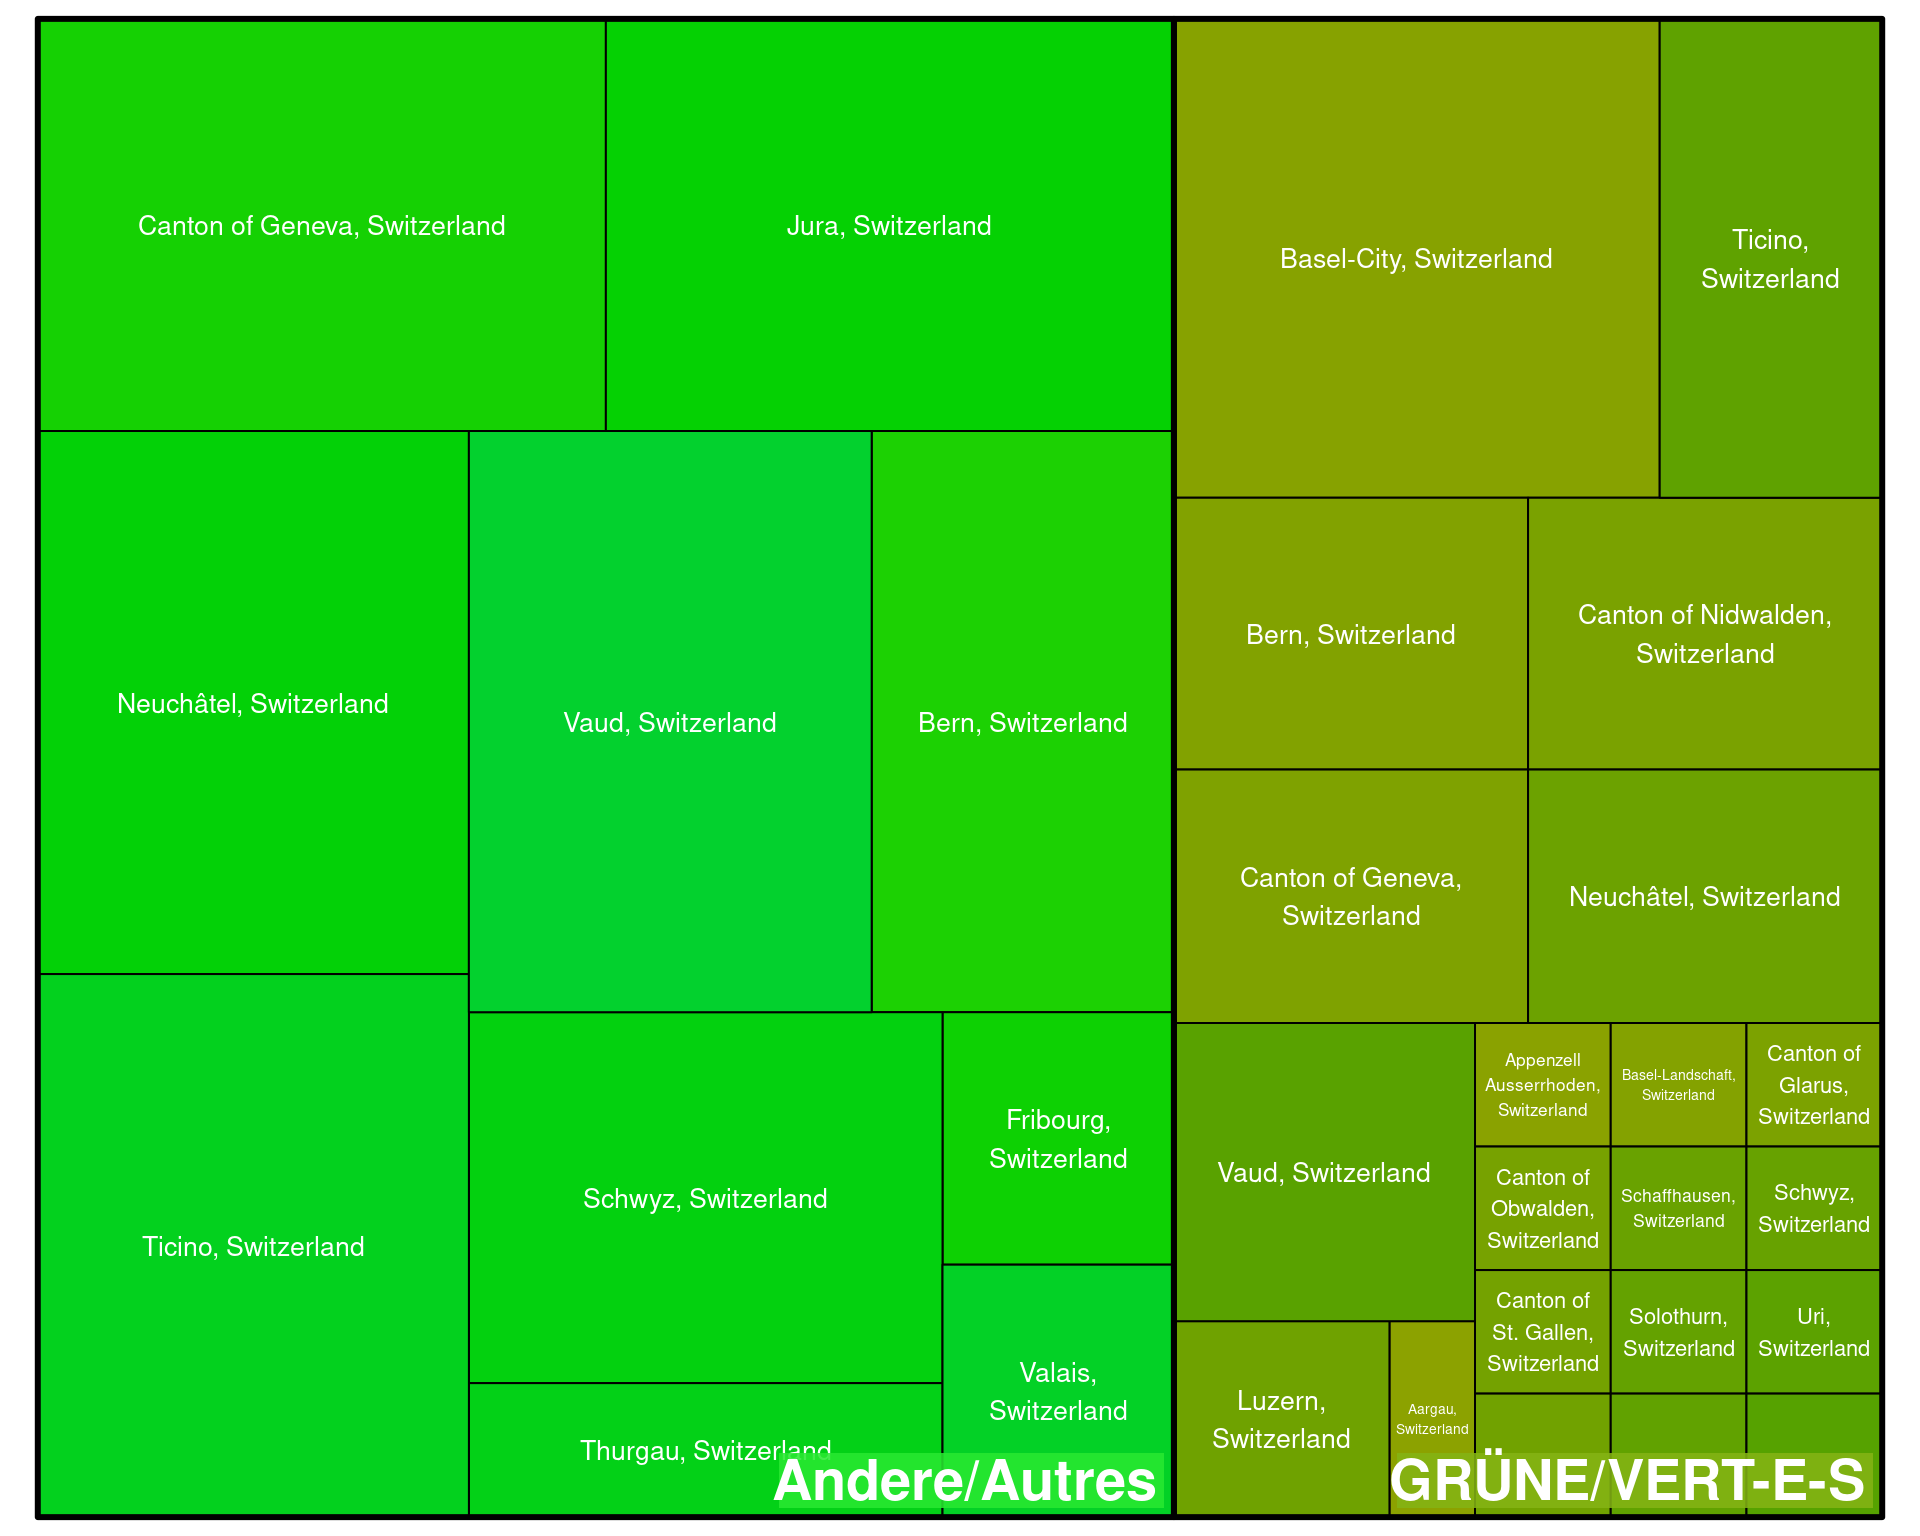 Canton of Geneva, Switzerland
Jura, Switzerland
Neuchâtel, Switzerland
Vaud, Switzerland
Bern, Switzerland
Ticino, Switzerland
Schwyz, Switzerland
Fribourg,
Switzerland
Valais,
Switzerland
Thurgau, Switzerland
Andere/Autres
Basel-City, Switzerland
Ticino,
Switzerland
Bern, Switzerland
Canton of Nidwalden,
Switzerland
Canton of Geneva,
Switzerland
Neuchâtel, Switzerland
Vaud, Switzerland
Appenzell
Ausserrhoden,
Switzerland
Basel-Landschaft,
Switzerland
Canton of
Glarus,
Switzerland
Canton of
Obwalden,
Switzerland
Schaffhausen,
Switzerland
Schwyz,
Switzerland
Canton of
St. Gallen,
Switzerland
Solothurn,
Switzerland
Uri,
Switzerland
Luzern,
Switzerland
Aargau,
Switzerland
GRÜNE/VERT-E-S